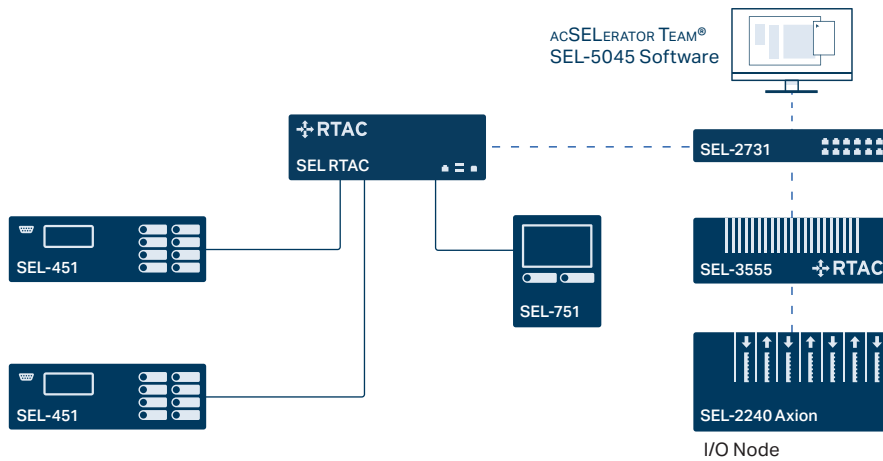 ACSELERATOR TEAM®
SEL-5045 Software
RTAC
SEL RTAC
SEL-2731
SEL-451
SEL-751
SEL-3555
RTAC
SEL-451
SEL-2240 Axion
I/O Node